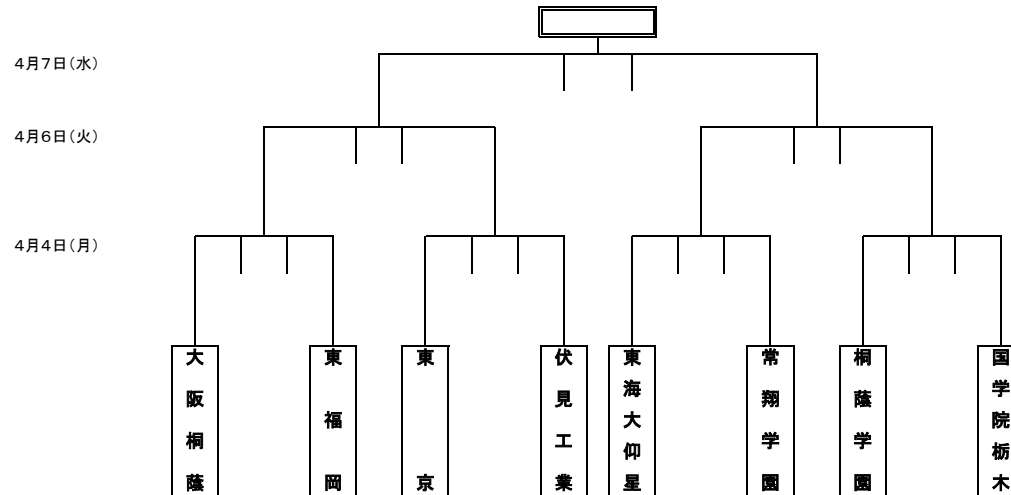 4月7日(水)
4月6日(火)
4月4日(月)
大阪桐蔭
東福岡
東京
伏見工業
東海大仰星
常翔学園
桐蔭学園
国学院栃木